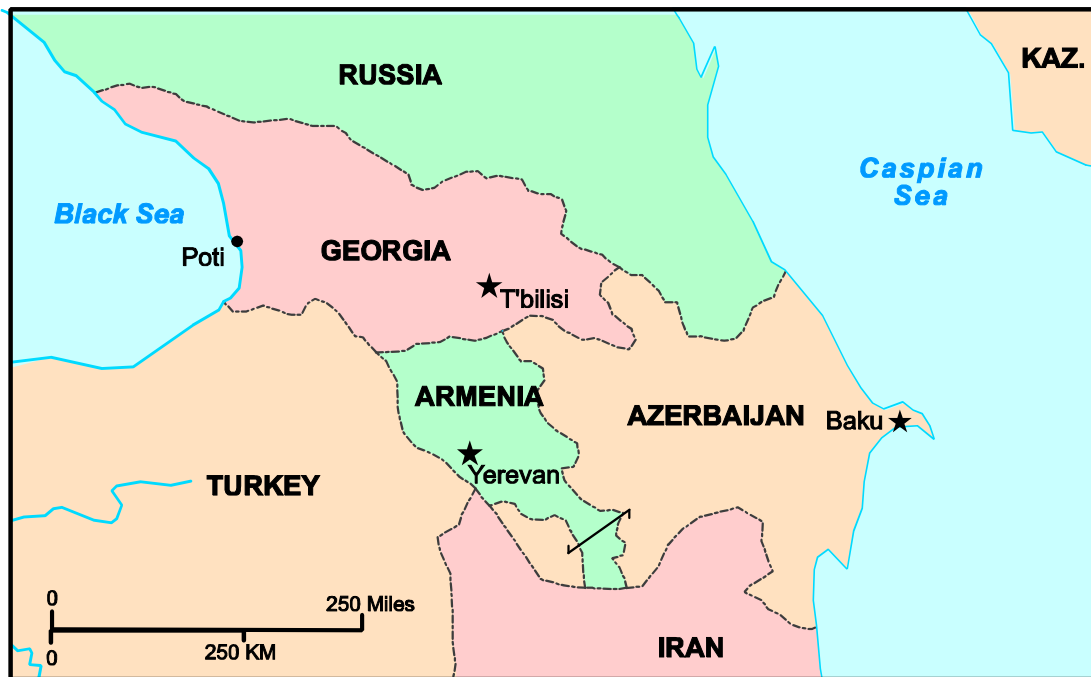 RUSSIA
KAZ.
Caspian
Sea
Black Sea
Poti
GEORGIA
T'bilisi
ARMENIA
AZERBAIJAN
Baku
Yerevan
TURKEY
0
250 Miles
0
250 KM
IRAN